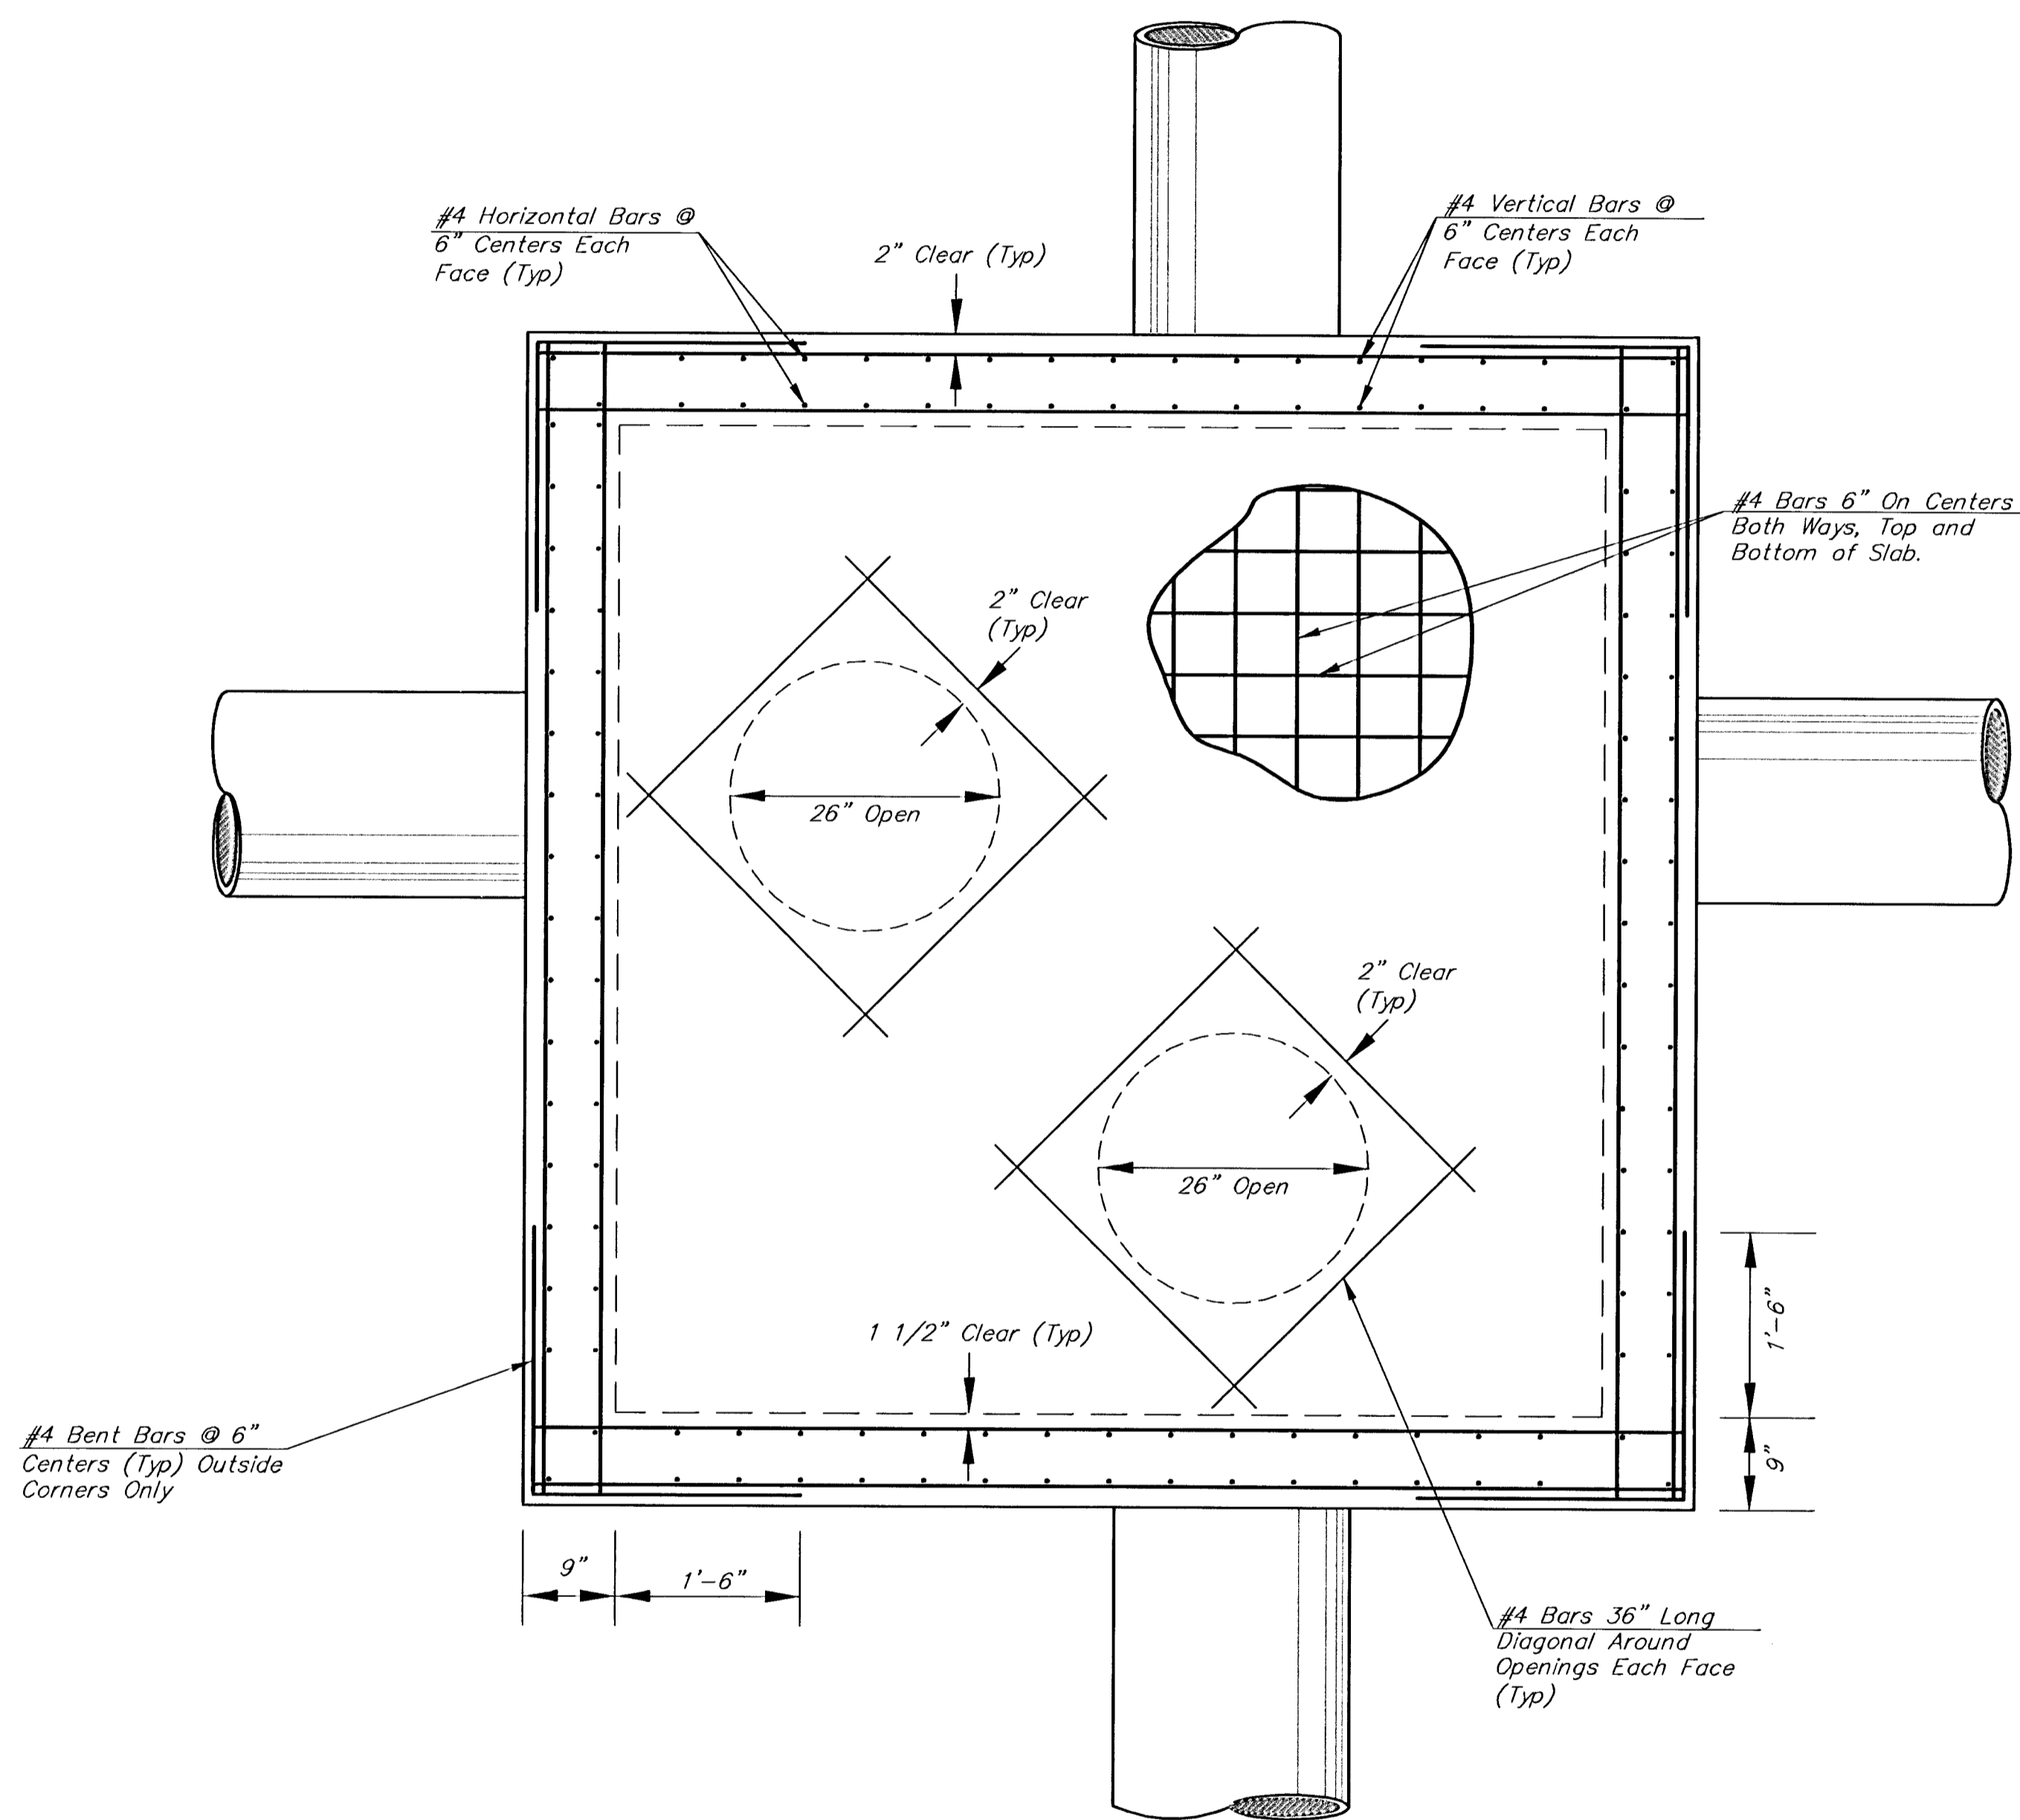 #4 Horizontal Bars @
6" Centers Each
Face (Typ)
2" Clear (Typ)
#4 Vertical Bars @
6" Centers Each
Face (Typ)
#4 Bars 6" On Centers
Both Ways, Top and
Bottom of Slab.
2" Clear
(Typ)
26" Open
2" Clear
(Typ)
26" Open
1 1/2" Clear (Typ)
1'-6"
9"
#4 Bent Bars @ 6"
Centers (Typ) Outside
Corners Only
9"
1'-6"
#4 Bars 36" Long
Diagonal Around
Openings Each Face
(Typ)